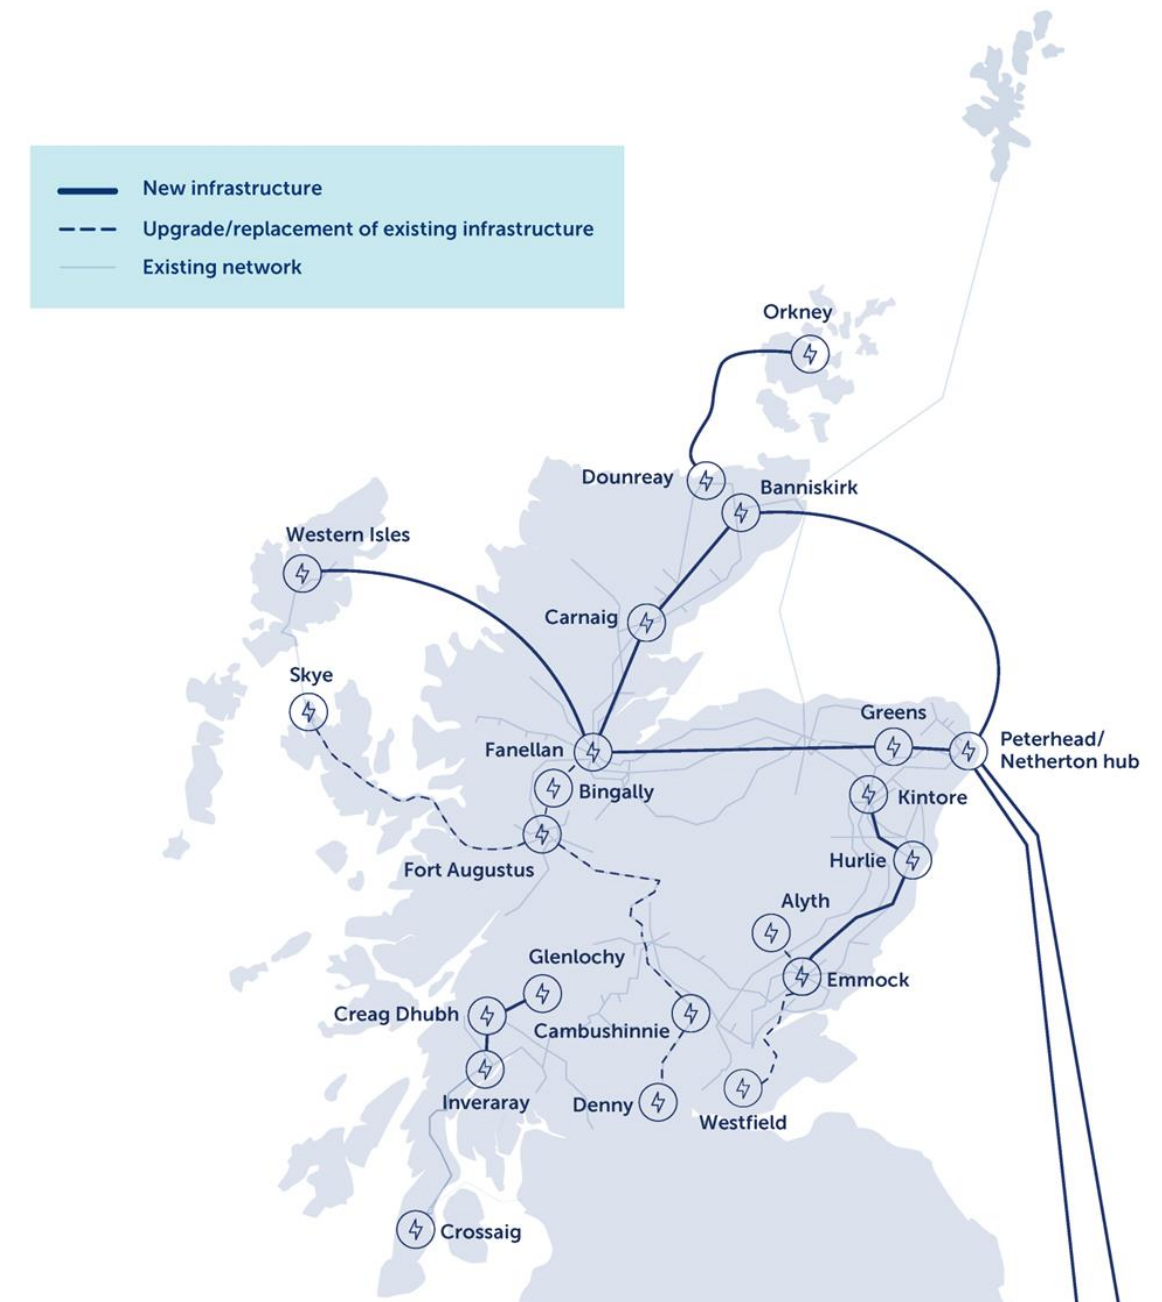 New infrastructure
Upgrade/replacement of existing infrastructure
Existing network
Orkney
Dounreay
Banniskirk
Western Isles
Carnaig
Skye
Greens
Fanellan
Peterhead/
Netherton hub
Bingally
Kintore
Hurlie
Fort Augustus
Alyth
Glenlochy
Emmock
Creag Dhubh
Cambushinnie
Inveraray
Denny
Westfield
Crossaig